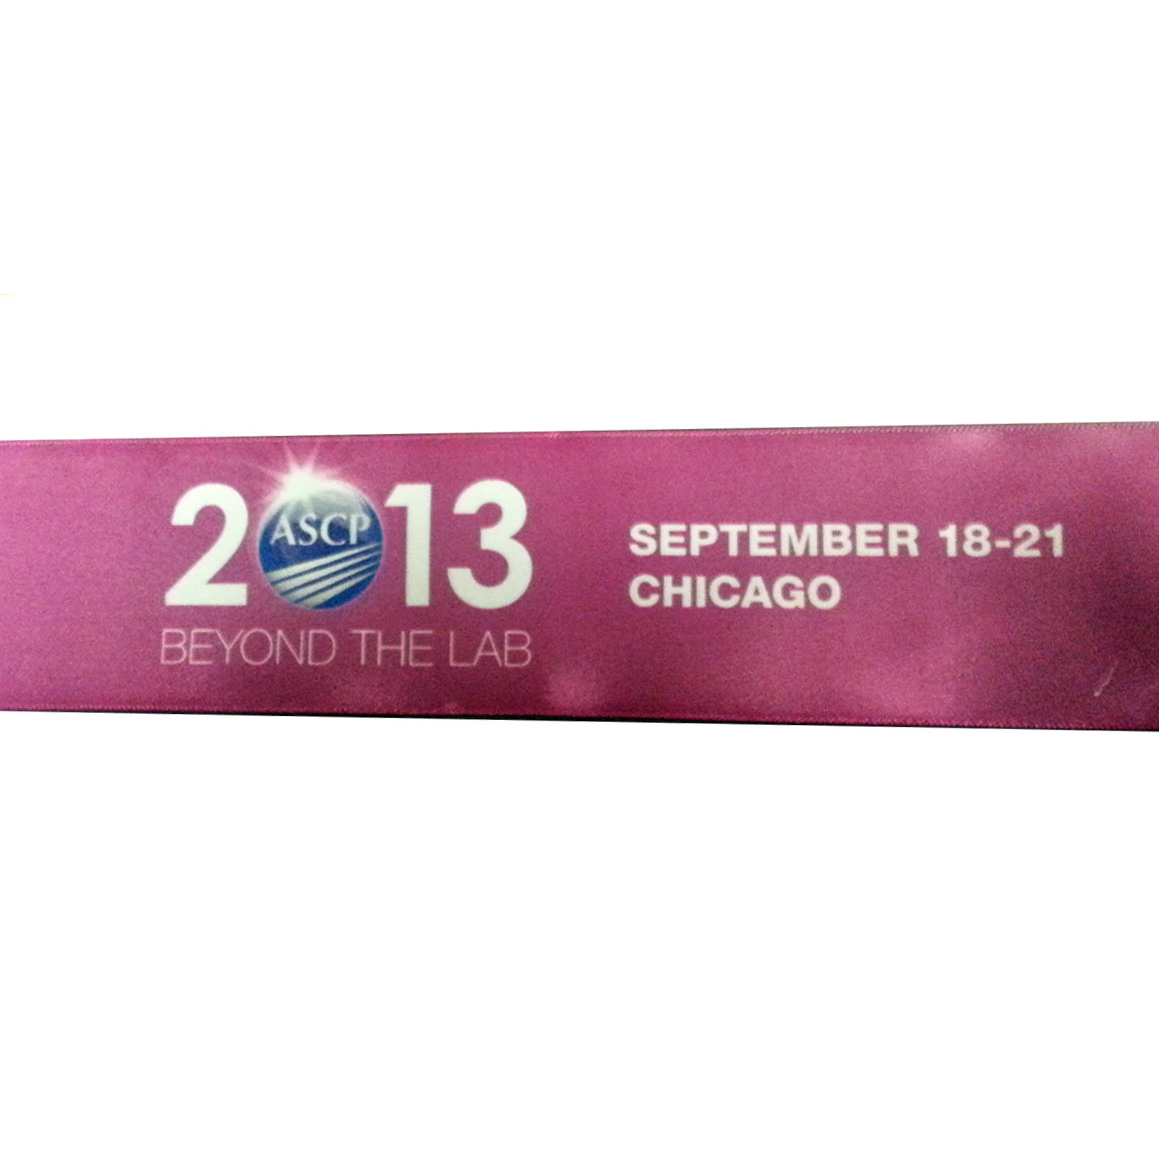 2013
ASCP
BEYOND THE LAB
SEPTEMBER 18-21
CHICAGO